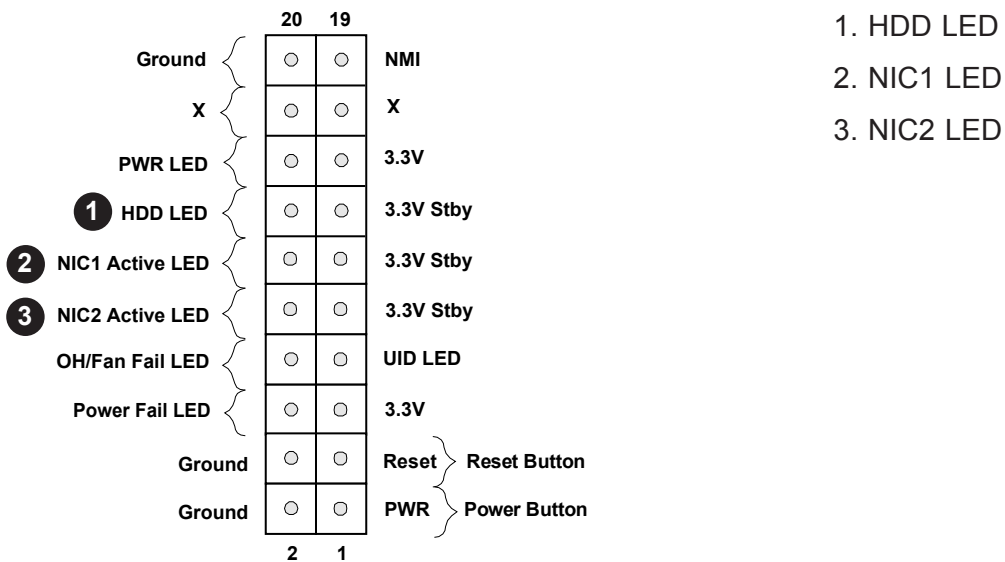 20 19
Ground NMI
X X
PWR LED 3.3V
1 HDD LED 3.3V Stby
2 NIC1 Active LED 3.3V Stby
3 NIC2 Active LED 3.3V Stby
OH/Fan Fail LED UID LED
Power Fail LED 3.3V
Ground Reset Reset Button
Ground PWR Power Button
2 1
1. HDD LED
2. NIC1 LED
3. NIC2 LED